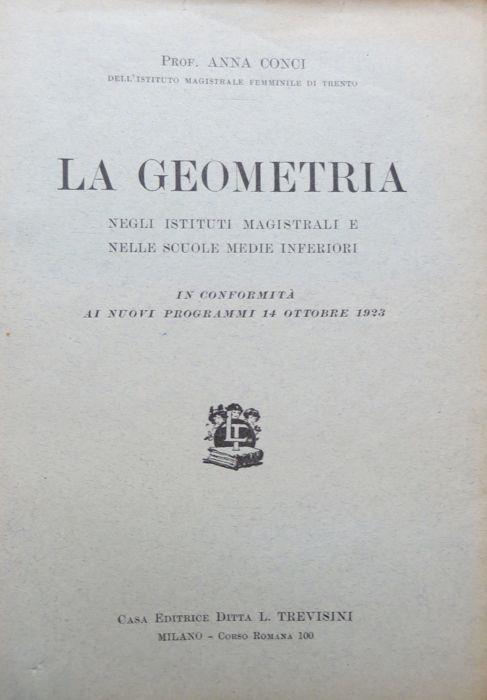 Prof. ANNA CONCI
DELL'ISTITUTO MAGISTRALE FEMMINILE DI TRENTO
LA GEOMETRIA
NEGLI ISTITUTI MAGISTRALI E
NELLE SCUOLE MEDIE INFERIORI
IN CONFORMITÀ
AI NUOVI PROGRAMMI 14 OTTOBRE 1923
LT
Casa Editrice Ditta L. TREVISINI
MILANO - Corso Romana 100